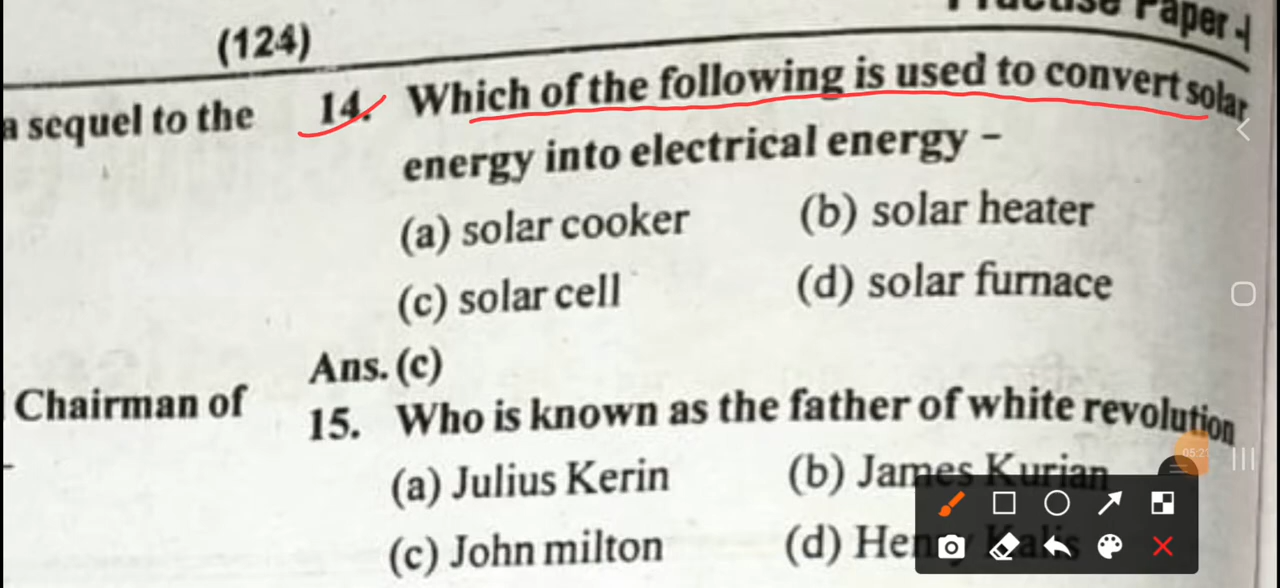 (124)
Practise Paper-I
a sequel to the
14. Which of the following is used to convert solar
energy into electrical energy –
(a) solar cooker (b) solar heater
(c) solar cell (d) solar furnace
Ans. (c)
Chairman of
15. Who is known as the father of white revolution
(a) Julius Kerin (b) James Kurian
(c) John milton (d)